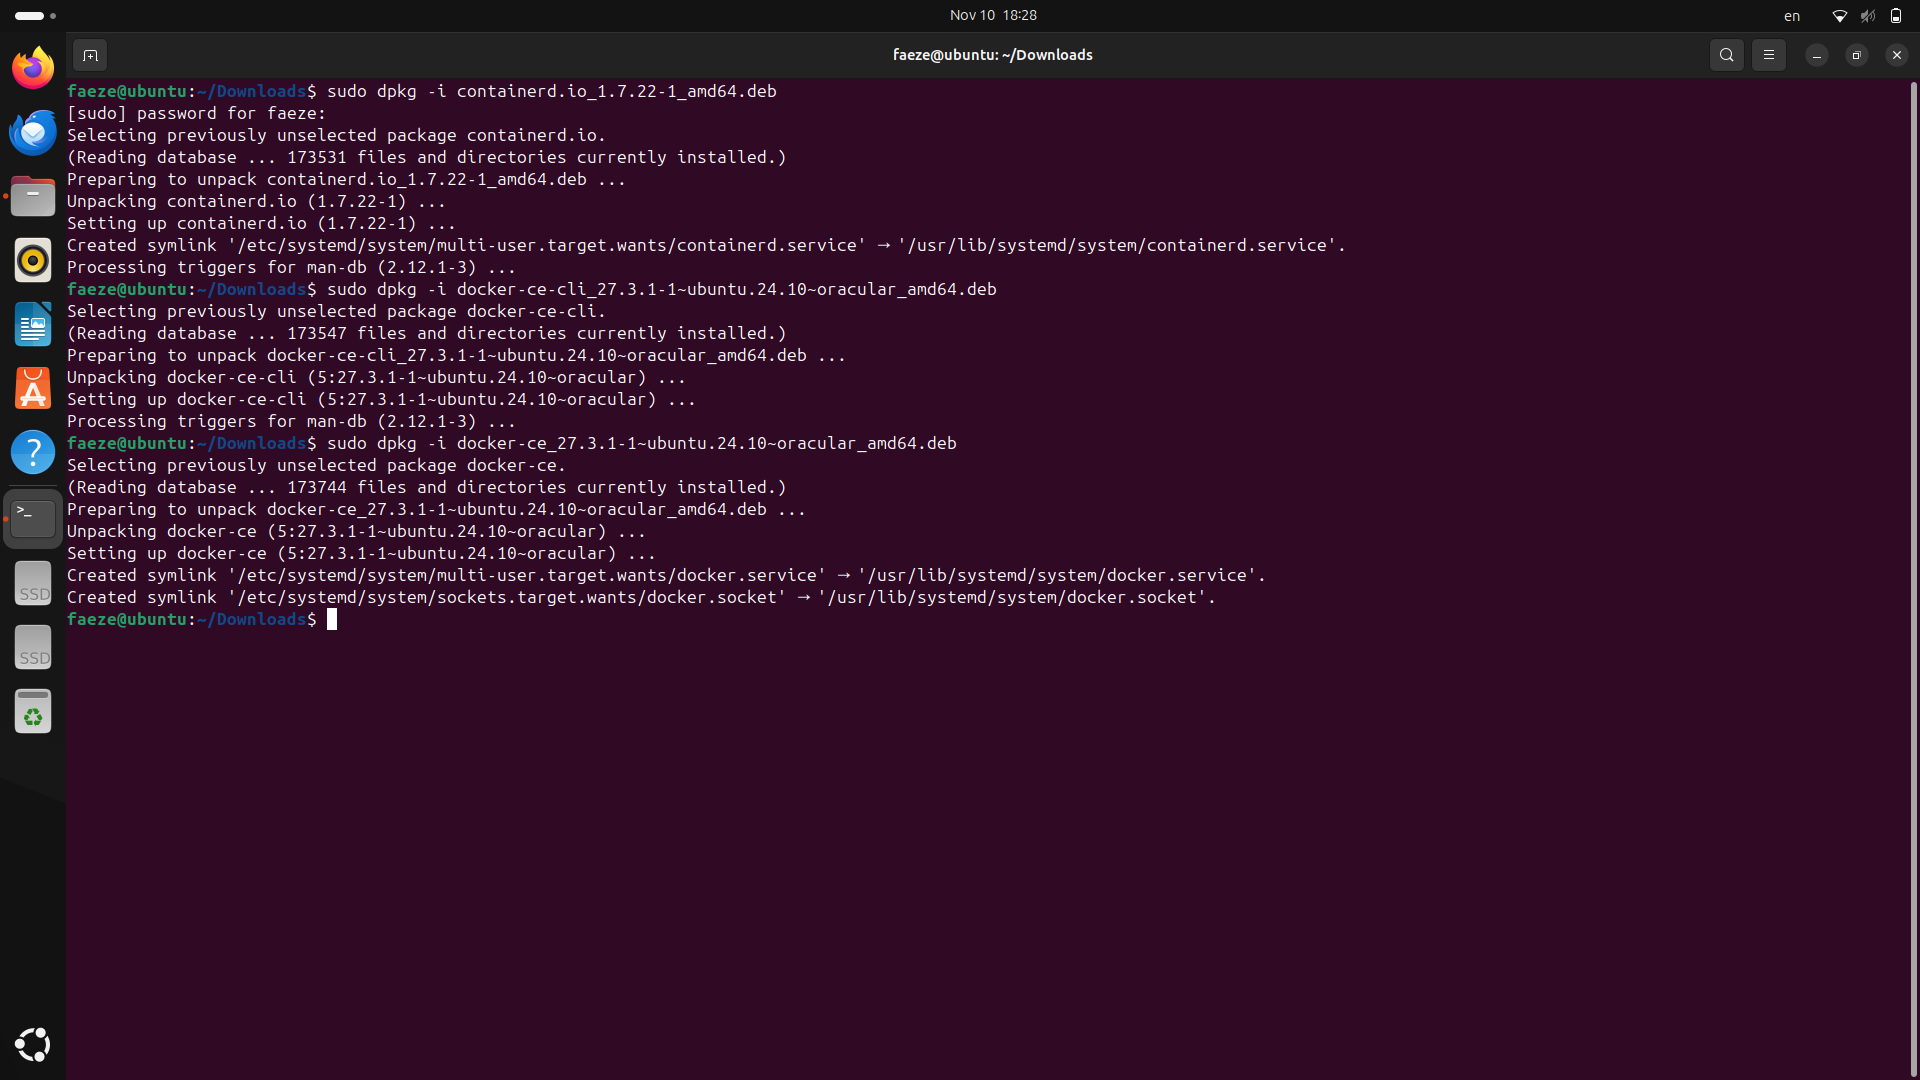 Nov 10 18:28
en
faeze@ubuntu: ~/Downloads
faeze@ubuntu:~/Downloads$ sudo dpkg -i containerd.io_1.7.22-1_amd64.deb
[sudo] password for faeze:
Selecting previously unselected package containerd.io.
(Reading database ... 173531 files and directories currently installed.)
Preparing to unpack containerd.io_1.7.22-1_amd64.deb ...
Unpacking containerd.io (1.7.22-1) ...
Setting up containerd.io (1.7.22-1) ...
Created symlink '/etc/systemd/system/multi-user.target.wants/containerd.service' → '/usr/lib/systemd/system/containerd.service'.
Processing triggers for man-db (2.12.1-3) ...
faeze@ubuntu:~/Downloads$ sudo dpkg -i docker-ce-cli_27.3.1-1~ubuntu.24.10~oracular_amd64.deb
Selecting previously unselected package docker-ce-cli.
(Reading database ... 173547 files and directories currently installed.)
Preparing to unpack docker-ce-cli_27.3.1-1~ubuntu.24.10~oracular_amd64.deb ...
Unpacking docker-ce-cli (5:27.3.1-1~ubuntu.24.10~oracular) ...
Setting up docker-ce-cli (5:27.3.1-1~ubuntu.24.10~oracular) ...
Processing triggers for man-db (2.12.1-3) ...
faeze@ubuntu:~/Downloads$ sudo dpkg -i docker-ce_27.3.1-1~ubuntu.24.10~oracular_amd64.deb
Selecting previously unselected package docker-ce.
(Reading database ... 173744 files and directories currently installed.)
Preparing to unpack docker-ce_27.3.1-1~ubuntu.24.10~oracular_amd64.deb ...
Unpacking docker-ce (5:27.3.1-1~ubuntu.24.10~oracular) ...
Setting up docker-ce (5:27.3.1-1~ubuntu.24.10~oracular) ...
Created symlink '/etc/systemd/system/multi-user.target.wants/docker.service' → '/usr/lib/systemd/system/docker.service'.
Created symlink '/etc/systemd/system/sockets.target.wants/docker.socket' → '/usr/lib/systemd/system/docker.socket'.
faeze@ubuntu:~/Downloads$
?
>_
SSD
SSD